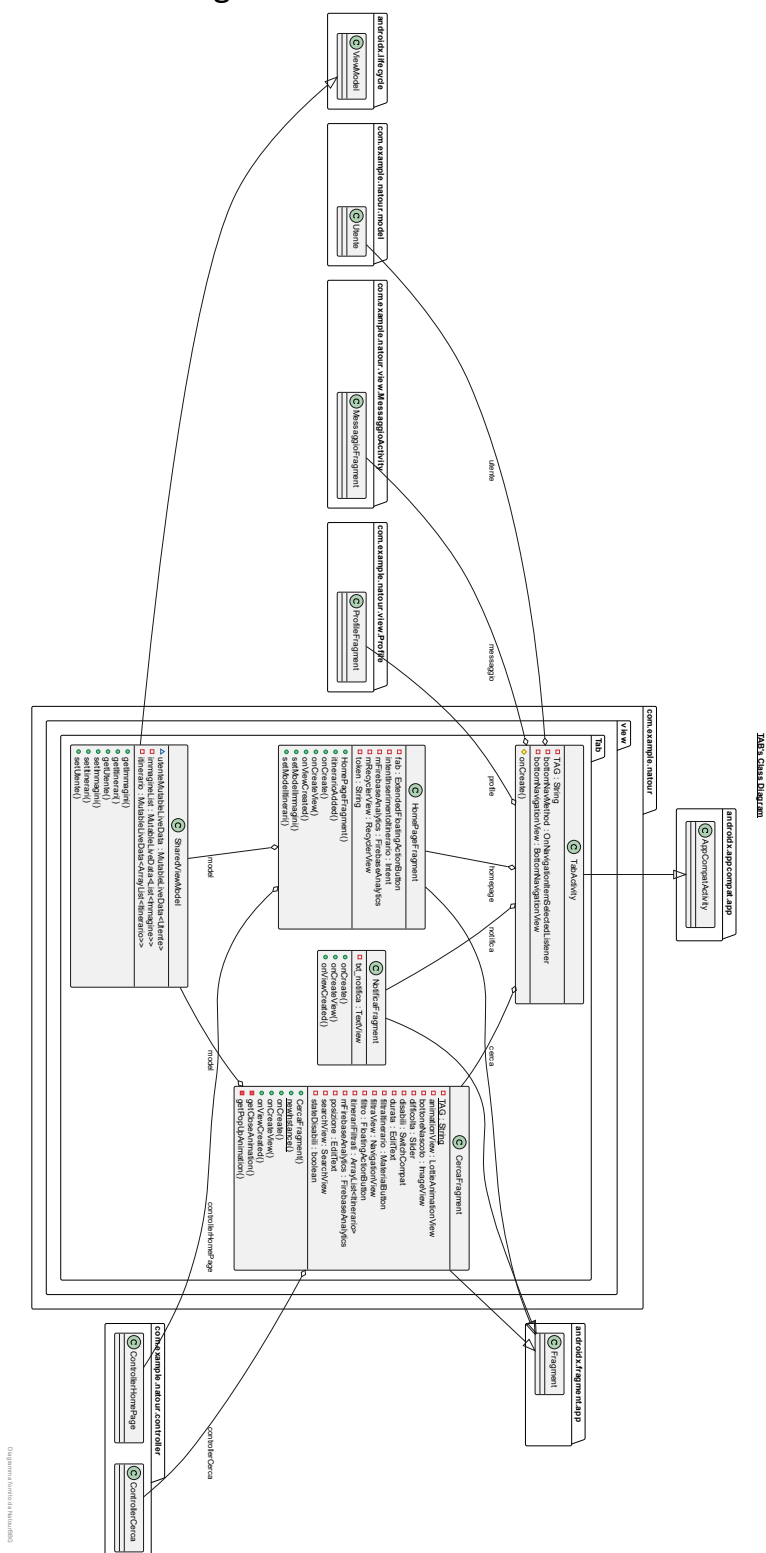 TAB's Class Diagram
androidx.appcompat.app
AppCompatActivity
com.example.natour
view
Tab
TabActivity
TAG : String
bottomNavMethod : OnNavigationItemSelectedListener
bottomNavigationView : BottomNavigationView
onCreate()
HomePageFragment
fab : ExtendedFloatingActionButton
intentInserimentoItinerario : Intent
mFirebaseAnalytics : FirebaseAnalytics
mRecyclerView : RecyclerView
token : String
HomePageFragment()
itinerarioAdded()
onCreate()
onCreateView()
onViewCreated()
setModelImmagini()
setModelItinerari()
NotificaFragment
txt_notifica : TextView
onCreate()
onCreateView()
onViewCreated()
CercaFragment
TAG : String
animationView : LottieAnimationView
bottoneNascosto : ImageView
difficolta : Slider
disabili : SwitchCompat
durata : EditText
filtraItinerario : MaterialButton
filtraView : NavigationView
filtro : FloatingActionButton
itinerariFiltrati : ArrayList<Itinerario>
mFirebaseAnalytics : FirebaseAnalytics
posizione : EditText
searchView : SearchView
stateDisabili : boolean
CercaFragment()
newInstance()
onCreate()
onCreateView()
onViewCreated()
getCloseAnimation()
getPopUpAnimation()
SharedViewModel
utenteMutableLiveData : MutableLiveData<Utente>
immagineList : MutableLiveData<List<Immagine>>
itinerario : MutableLiveData<ArrayList<Itinerario>>
getImmagini()
getItinerari()
getUtente()
setImmagini()
setItinerari()
setUtente()
androidx.lifecycle
ViewModel
com.example.natour.model
Utente
com.example.natour.view.MessaggioActivity
MessaggioFragment
com.example.natour.view.Profile
ProfileFragment
androidx.fragment.app
Fragment
com.example.natour.controller
ControllerHomePage
ControllerCerca
utente
messaggio
profile
homepage
notifica
cerca
model
model
controllerHomePage
controllerCerca